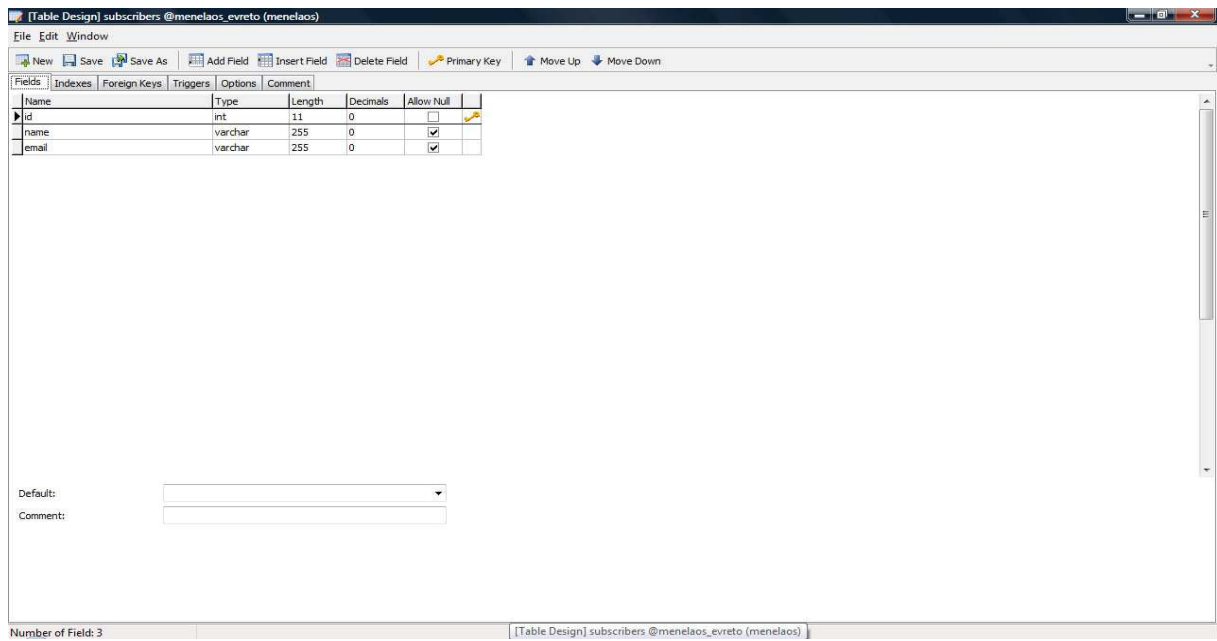 [Table Design] subscribers @menelaos_evreto (menelaos)
File Edit Window
New Save Save As Add Field Insert Field Delete Field Primary Key Move Up Move Down
Fields Indexes Foreign Keys Triggers Options Comment
Name Type Length Decimals Allow Null
id int 11 0
name varchar 255 0
email varchar 255 0
Default:
Comment:
Number of Field: 3
[Table Design] subscribers @menelaos_evreto (menelaos)